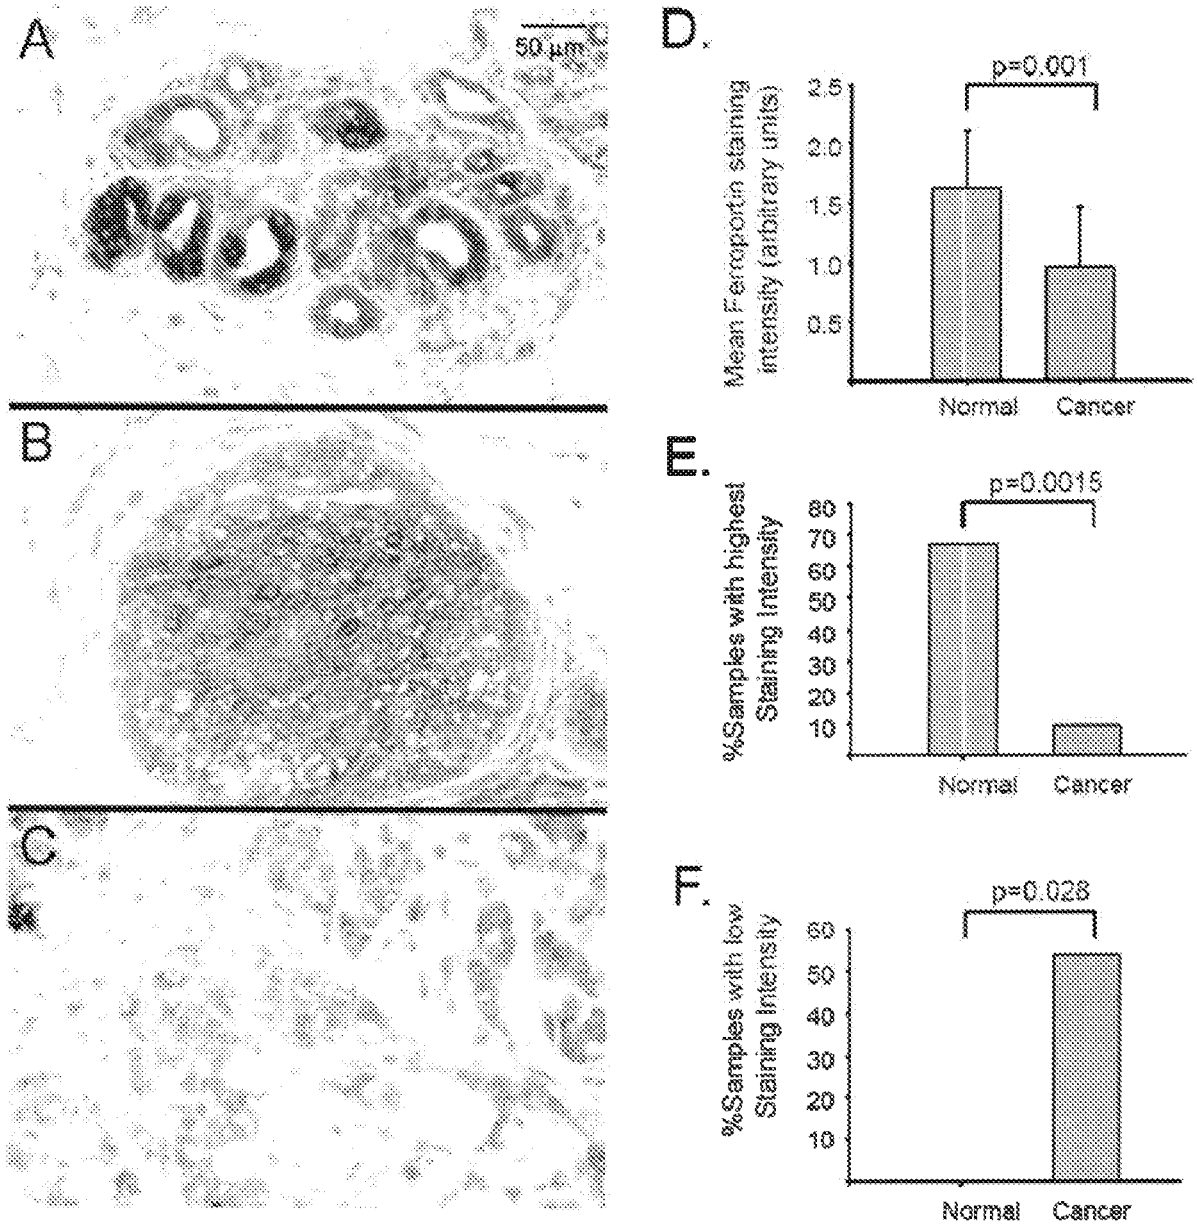 A
50 µm
B
C
D.
p=0.001
Mean Ferroportin staining
intensity (arbitrary units)
2.5
2.0
1.5
1.0
0.5
Normal Cancer
E.
p=0.0015
%Samples with highest
Staining Intensity
80
70
60
50
40
30
20
10
Normal Cancer
F.
p=0.028
%Samples with low
Staining Intensity
60
50
40
30
20
10
Normal Cancer